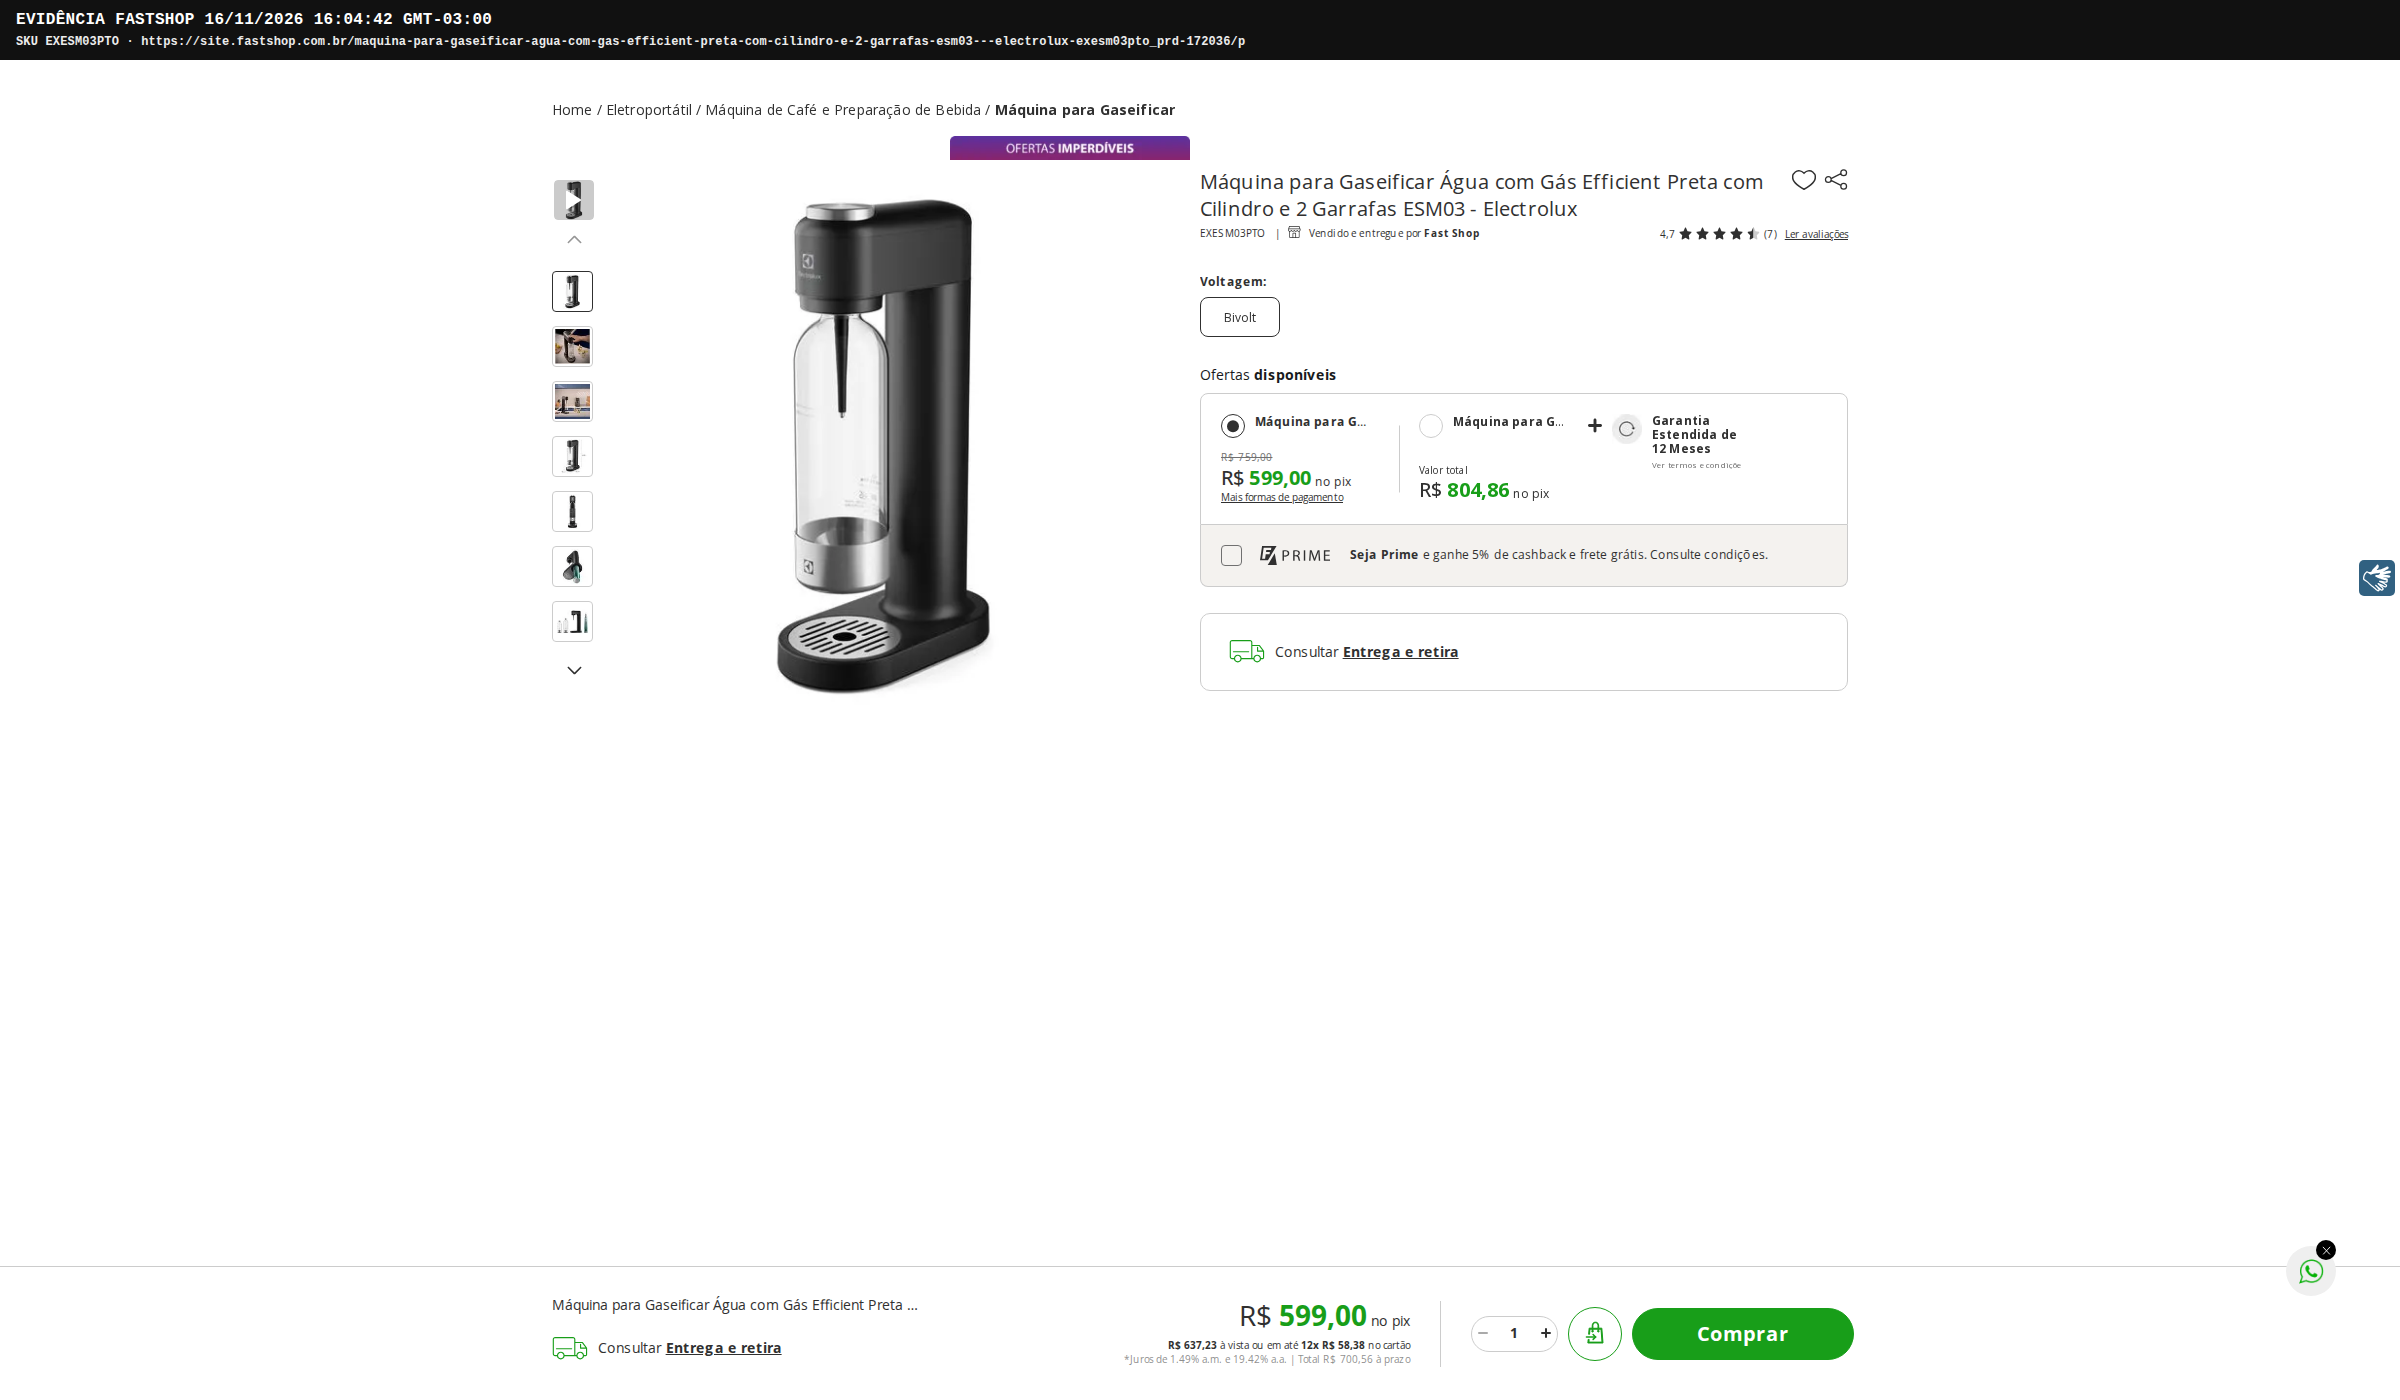 EVIDÊNCIA FASTSHOP 16/11/2026 16:04:42 GMT-03:00
SKU EXESM03PTO · https://site.fastshop.com.br/maquina-para-gaseificar-agua-com-gas-efficient-preta-com-cilindro-e-2-garrafas-esm03---electrolux-exesm03pto_prd-172036/p
Home / Eletroportátil / Máquina de Café e Preparação de Bebida / Máquina para Gaseificar
OFERTAS IMPERDÍVEIS
Máquina para Gaseificar Água com Gás Efficient Preta com
Cilindro e 2 Garrafas ESM03 - Electrolux
EXESM03PTO | Vendido e entregue por Fast Shop
4,7 (7) Ler avaliações
Voltagem:
Bivolt
Ofertas disponíveis
Máquina para G...
R$ 759,00
R$ 599,00 no pix
Mais formas de pagamento
Máquina para G...
Valor total
R$ 804,86 no pix
+
Garantia
Estendida de
12 Meses
Ver termos e condiçõe
PRIME Seja Prime e ganhe 5% de cashback e frete grátis. Consulte condições.
Consultar Entrega e retira
Máquina para Gaseificar Água com Gás Efficient Preta ...
Consultar Entrega e retira
R$ 599,00 no pix
R$ 637,23 à vista ou em até 12x R$ 58,38 no cartão
*Juros de 1.49% a.m. e 19.42% a.a. | Total R$ 700,56 à prazo
− 1 +
Comprar